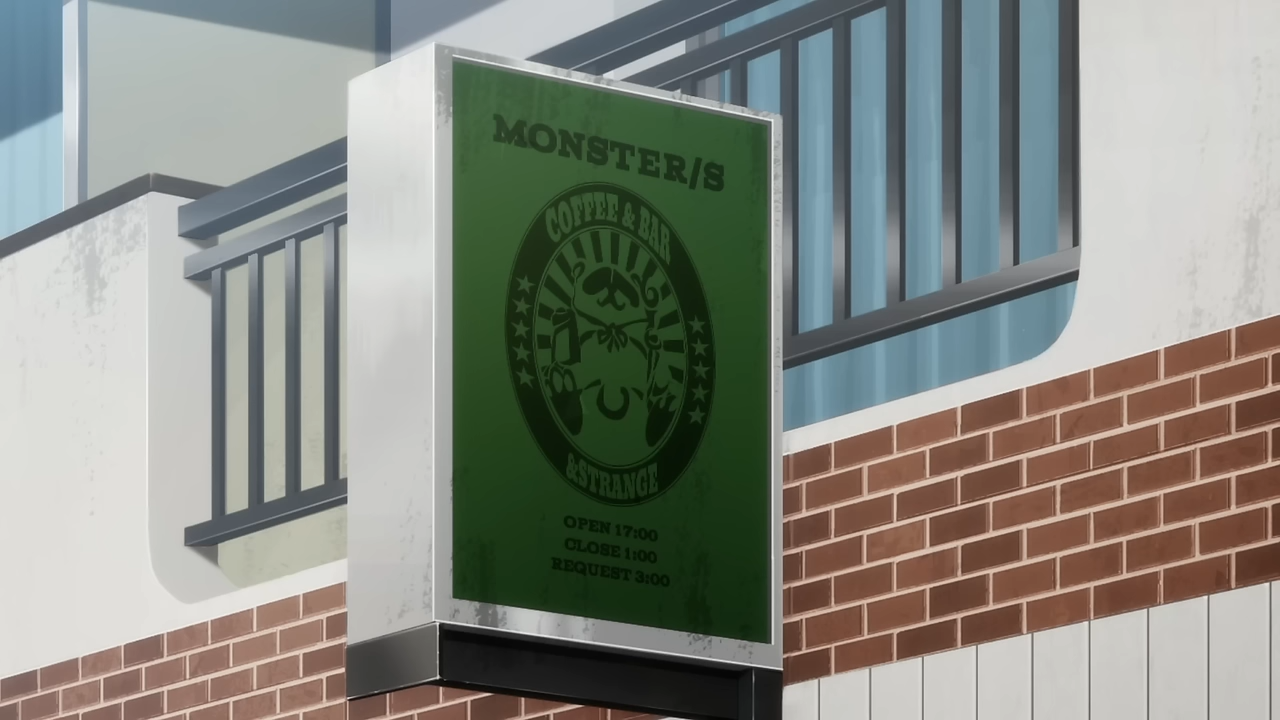 MONSTER/S
COFFEE & BAR
&STRANGE
OPEN 17:00
CLOSE 1:00
REQUEST 3:00